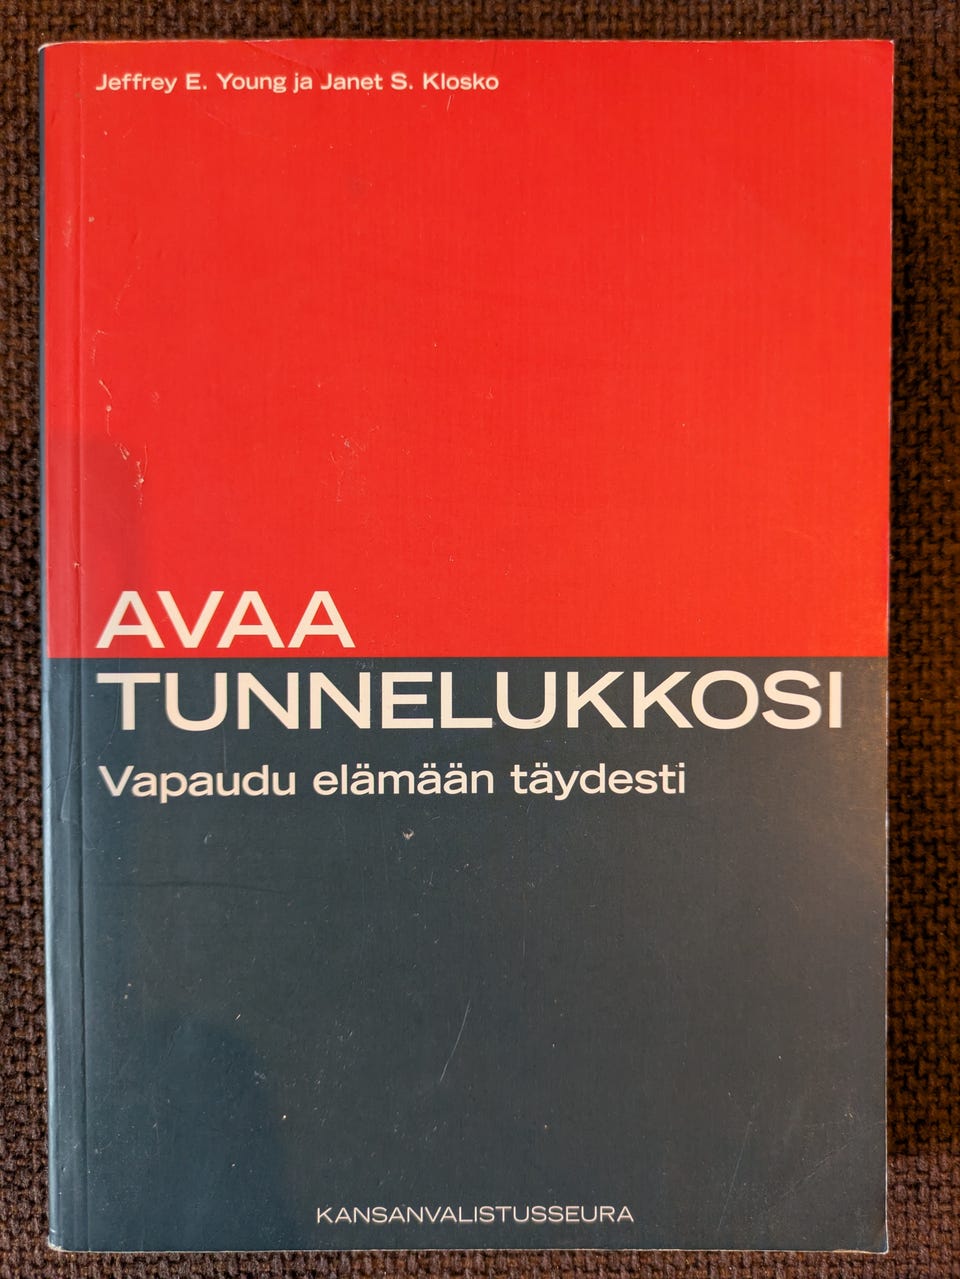 Jeffrey E. Young ja Janet S. Klosko
AVAA
TUNNELUKKOSI
Vapaudu elämään täydesti
KANSANVALISTUSSEURA